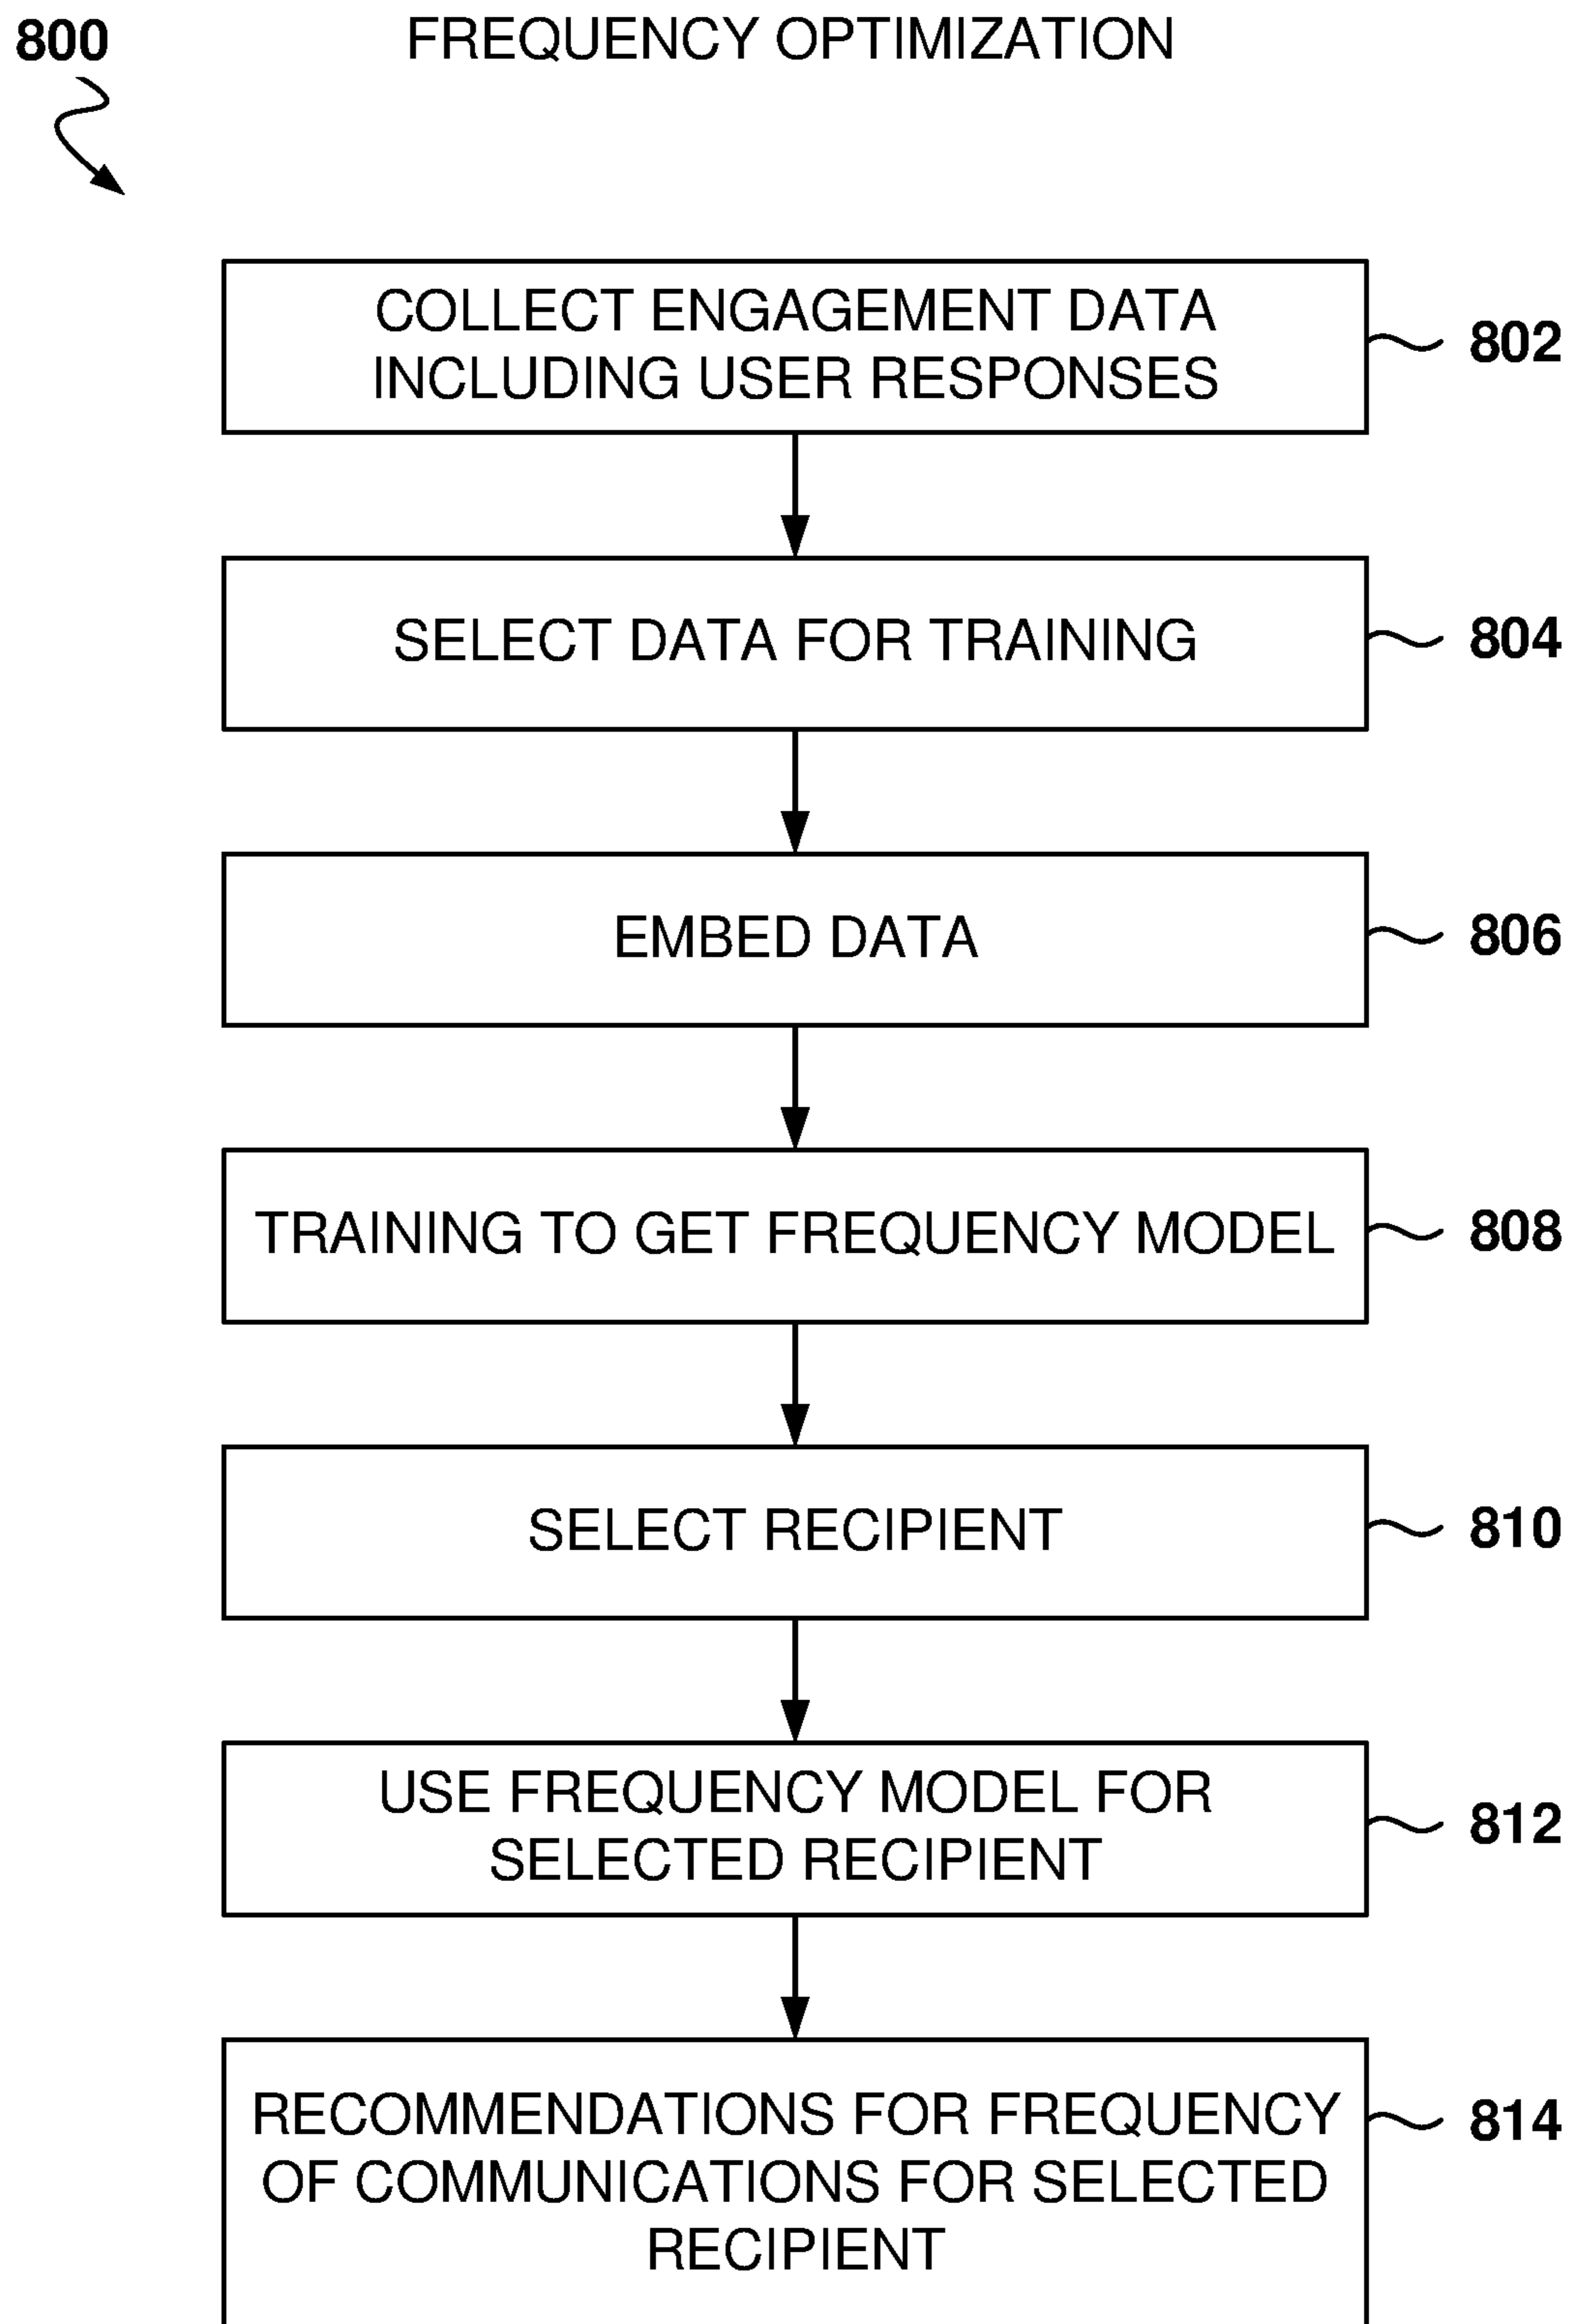 800
FREQUENCY OPTIMIZATION
COLLECT ENGAGEMENT DATA
INCLUDING USER RESPONSES
802
SELECT DATA FOR TRAINING
804
EMBED DATA
806
TRAINING TO GET FREQUENCY MODEL
808
SELECT RECIPIENT
810
USE FREQUENCY MODEL FOR
SELECTED RECIPIENT
812
RECOMMENDATIONS FOR FREQUENCY
OF COMMUNICATIONS FOR SELECTED
RECIPIENT
814